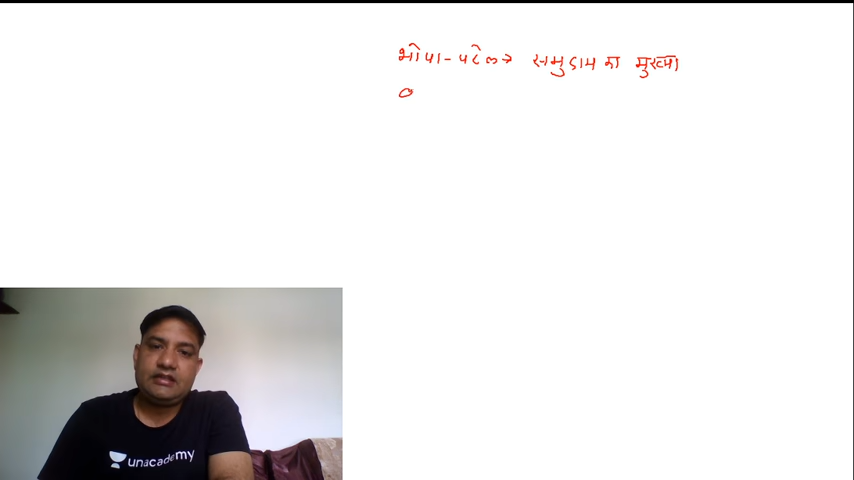 भोपा - पटेल → समुदाय का मुख्या
unacademy